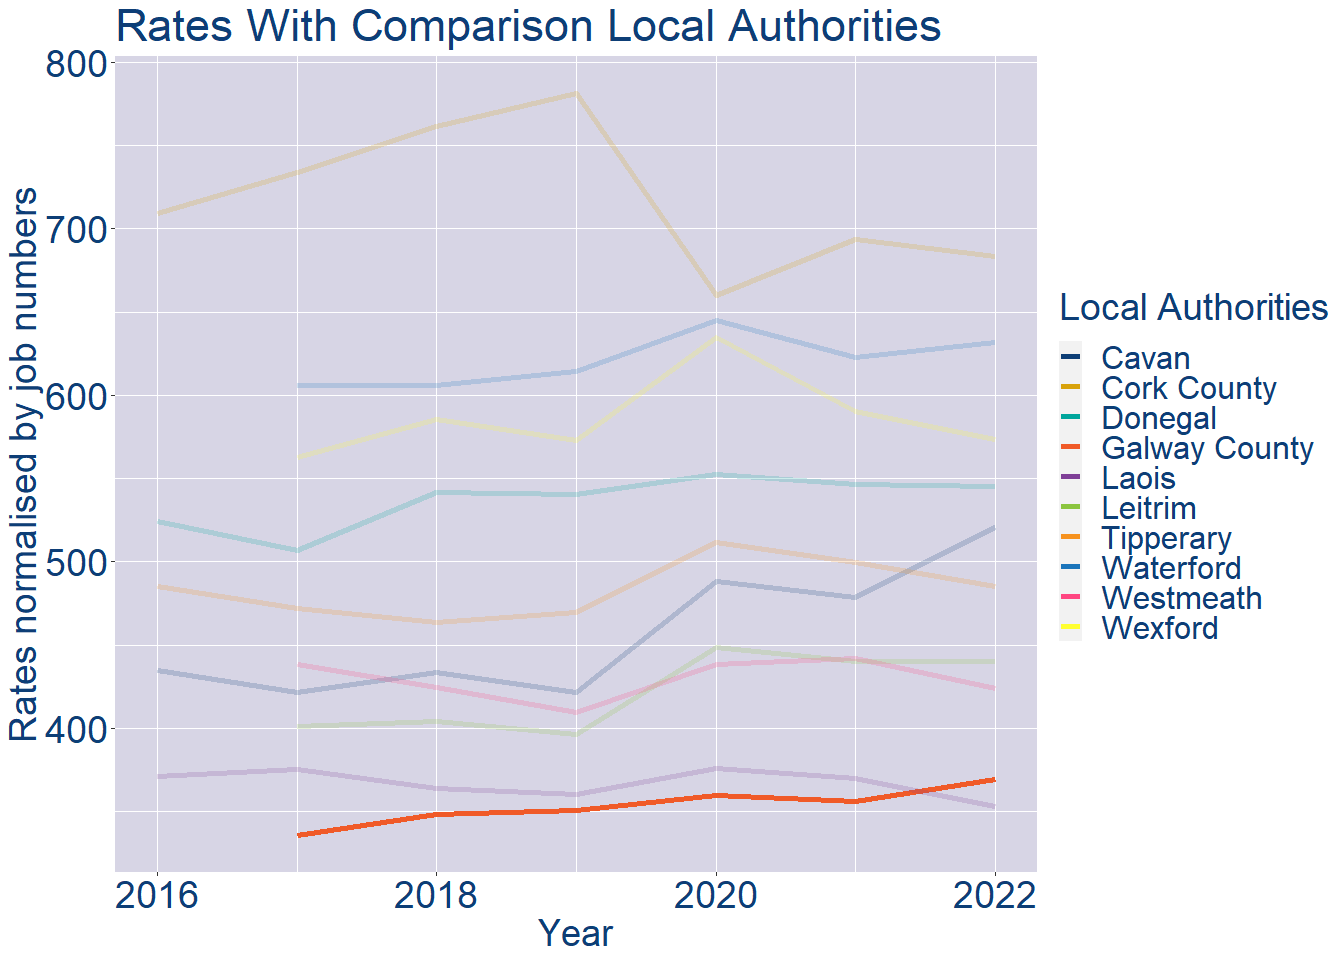 Rates With Comparison Local Authorities
Rates normalised by job numbers
800
700
600
500
400
2016 2018 2020 2022
Year
Local Authorities
Cavan
Cork County
Donegal
Galway County
Laois
Leitrim
Tipperary
Waterford
Westmeath
Wexford